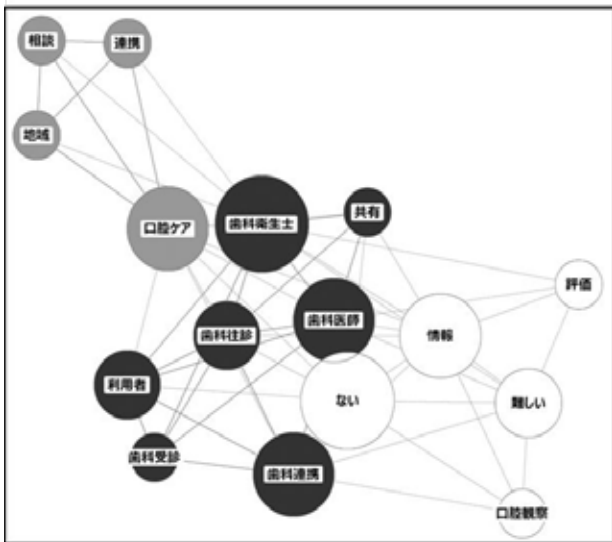 相談
連携
地域
口腔ケア
歯科衛生士
共有
評価
歯科往診
歯科医師
情報
利用者
ない
難しい
歯科受診
歯科連携
口腔観察